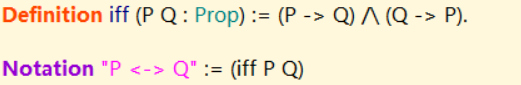 Definition iff (P Q : Prop) := (P -> Q) /\ (Q -> P).
Notation "P <-> Q" := (iff P Q)